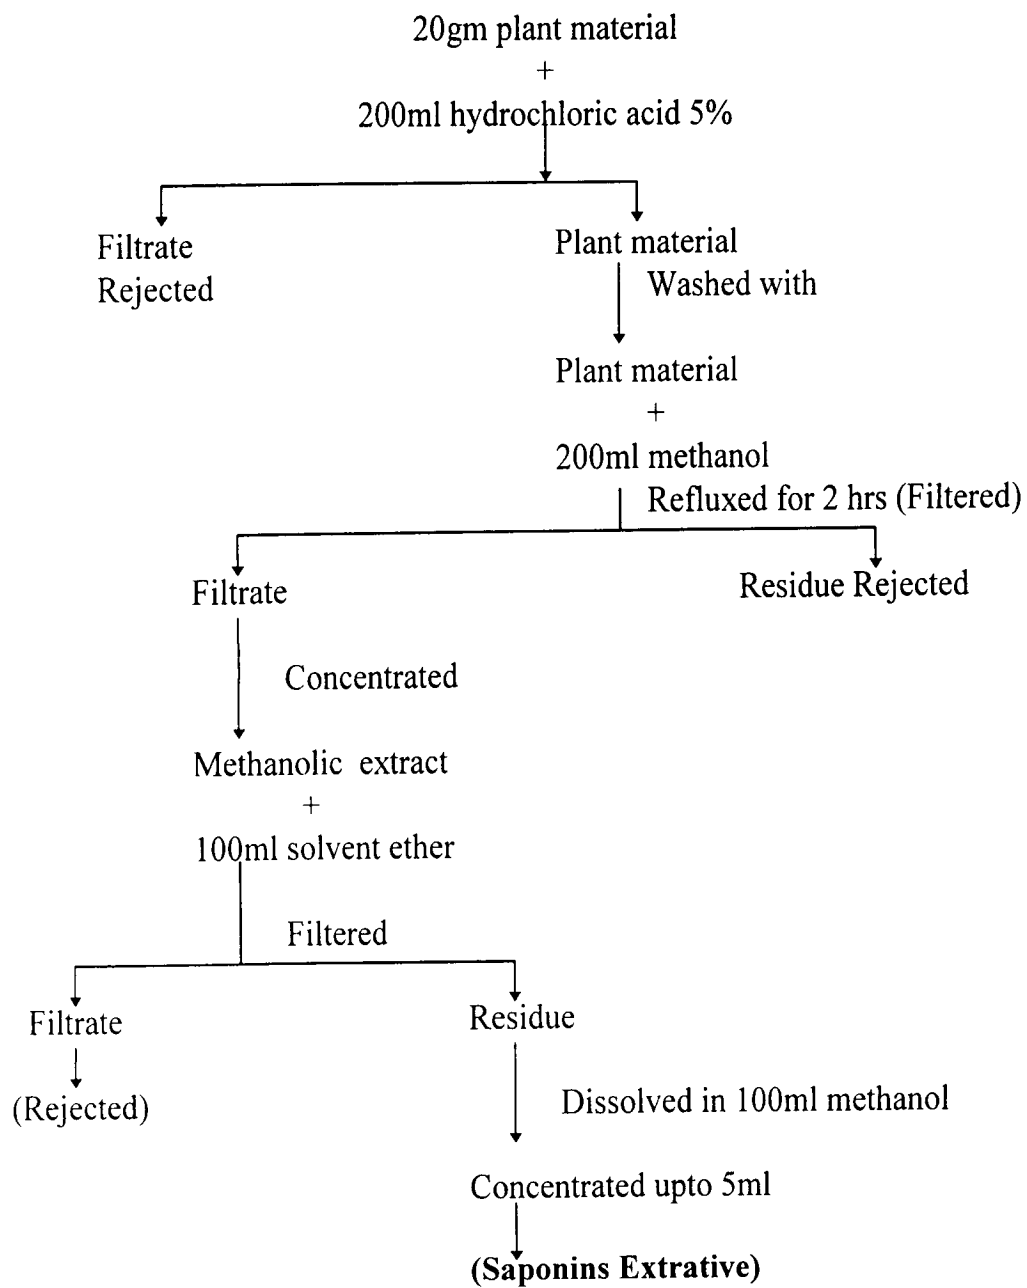 20gm plant material
+
200ml hydrochloric acid 5%
Filtrate
Rejected
Plant material
Washed with
Plant material
+
200ml methanol
Refluxed for 2 hrs (Filtered)
Filtrate
Residue Rejected
Concentrated
Methanolic extract
+
100ml solvent ether
Filtered
Filtrate
Residue
(Rejected)
Dissolved in 100ml methanol
Concentrated upto 5ml
(Saponins Extrative)